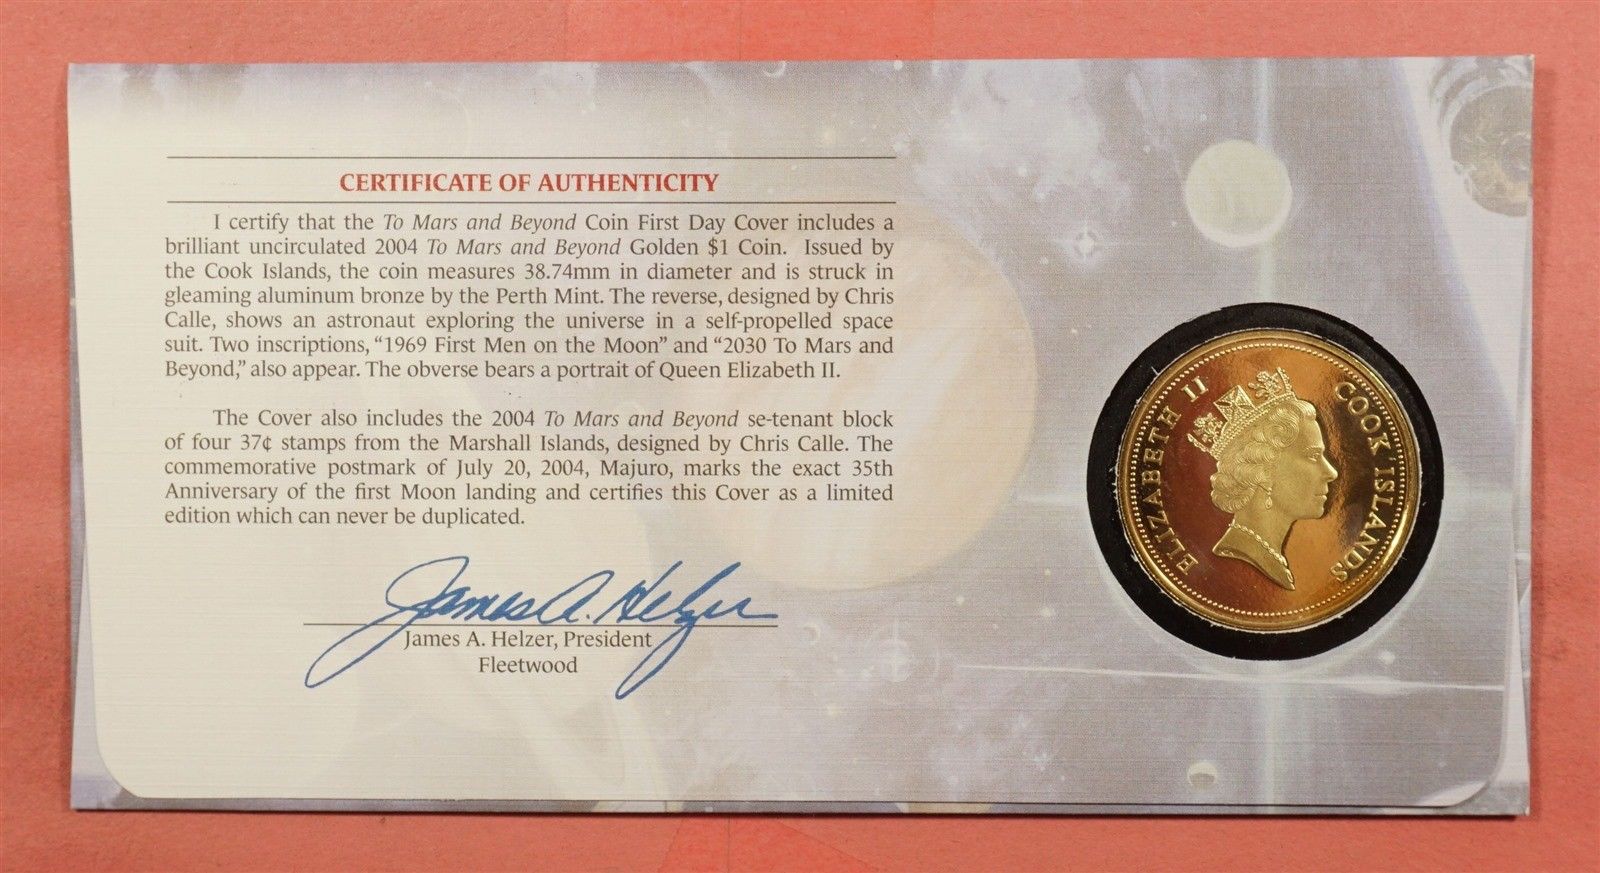 CERTIFICATE OF AUTHENTICITY
I certify that the To Mars and Beyond Coin First Day Cover includes a
brilliant uncirculated 2004 To Mars and Beyond Golden $1 Coin. Issued by
the Cook Islands, the coin measures 38.74mm in diameter and is struck in
gleaming aluminum bronze by the Perth Mint. The reverse, designed by Chris
Calle, shows an astronaut exploring the universe in a self-propelled space
suit. Two inscriptions, “1969 First Men on the Moon” and “2030 To Mars and
Beyond,” also appear. The obverse bears a portrait of Queen Elizabeth II.
The Cover also includes the 2004 To Mars and Beyond se-tenant block
of four 37¢ stamps from the Marshall Islands, designed by Chris Calle. The
commemorative postmark of July 20, 2004, Majuro, marks the exact 35th
Anniversary of the first Moon landing and certifies this Cover as a limited
edition which can never be duplicated.
James A. Helzer
James A. Helzer, President
Fleetwood
ELIZABETH II
COOK ISLANDS